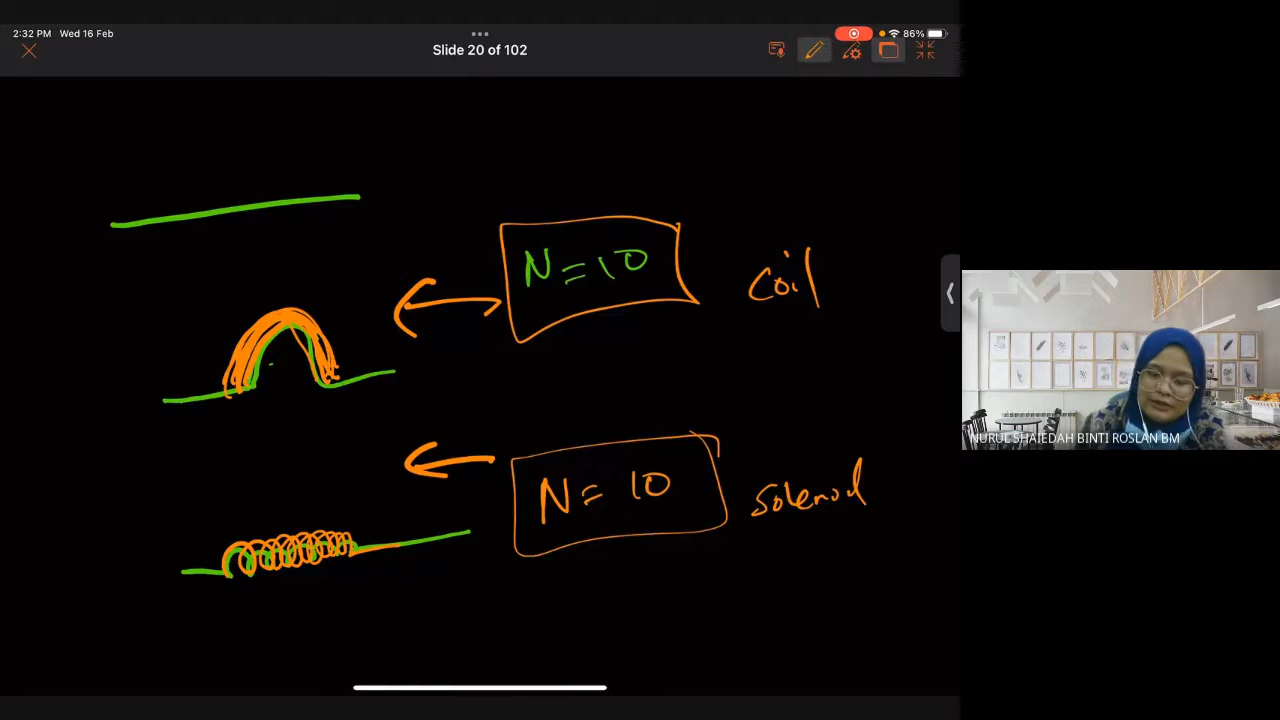 2:32 PM Wed 16 Feb
86%
Slide 20 of 102
N=10
coil
N= 10
solenoid
NURUL SHAIEDAH BINTI ROSLAN BM